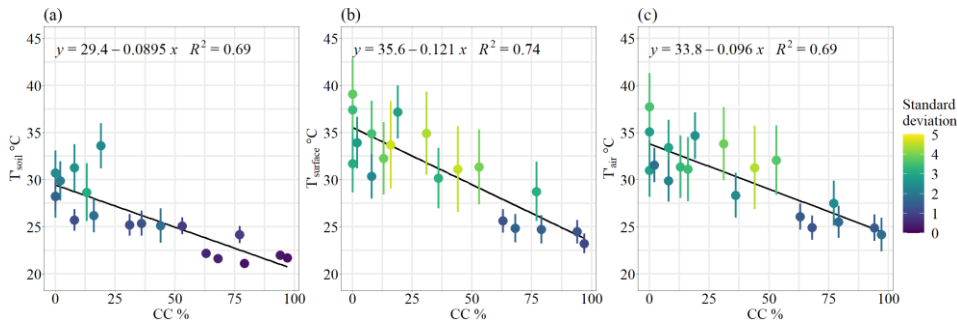 (a)
y = 29.4 − 0.0895 x R² = 0.69
45
40
35
30
25
20
T'soil °C
0 25 50 75 100
CC %
(b)
y = 35.6 − 0.121 x R² = 0.74
45
40
35
30
25
20
T'surface °C
0 25 50 75 100
CC %
(c)
y = 33.8 − 0.096 x R² = 0.69
45
40
35
30
25
20
T'air °C
0 25 50 75 100
CC %
Standard
deviation
5
4
3
2
1
0